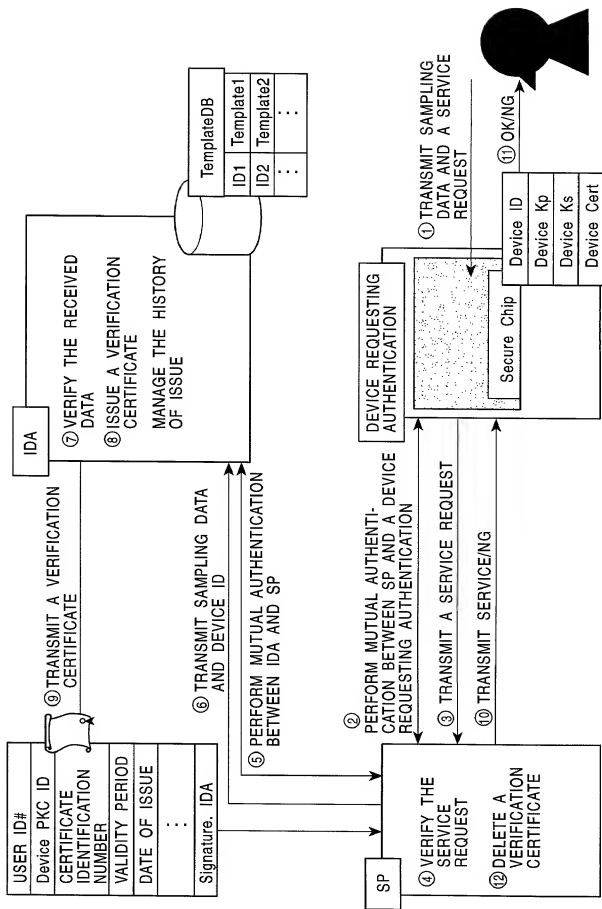 USER ID#
Device PKC ID
CERTIFICATE
IDENTIFICATION
NUMBER
VALIDITY PERIOD
DATE OF ISSUE
:
Signature. IDA
⑨ TRANSMIT A VERIFICATION
CERTIFICATE
IDA
⑦ VERIFY THE RECEIVED
DATA
⑧ ISSUE A VERIFICATION
CERTIFICATE
MANAGE THE HISTORY
OF ISSUE
TemplateDB
ID1 Template1
ID2 Template2
: :
⑥ TRANSMIT SAMPLING DATA
AND DEVICE ID
⑤ PERFORM MUTUAL AUTHENTICATION
BETWEEN IDA AND SP
② PERFORM MUTUAL AUTHENTI-
CATION BETWEEN SP AND A DEVICE
REQUESTING AUTHENTICATION
③ TRANSMIT A SERVICE REQUEST
⑩ TRANSMIT SERVICE/NG
SP
④ VERIFY THE
SERVICE
REQUEST
⑫ DELETE A
VERIFICATION
CERTIFICATE
DEVICE REQUESTING
AUTHENTICATION
Secure Chip
Device ID
Device Kp
Device Ks
Device Cert
① TRANSMIT SAMPLING
DATA AND A SERVICE
REQUEST
⑪ OK/NG